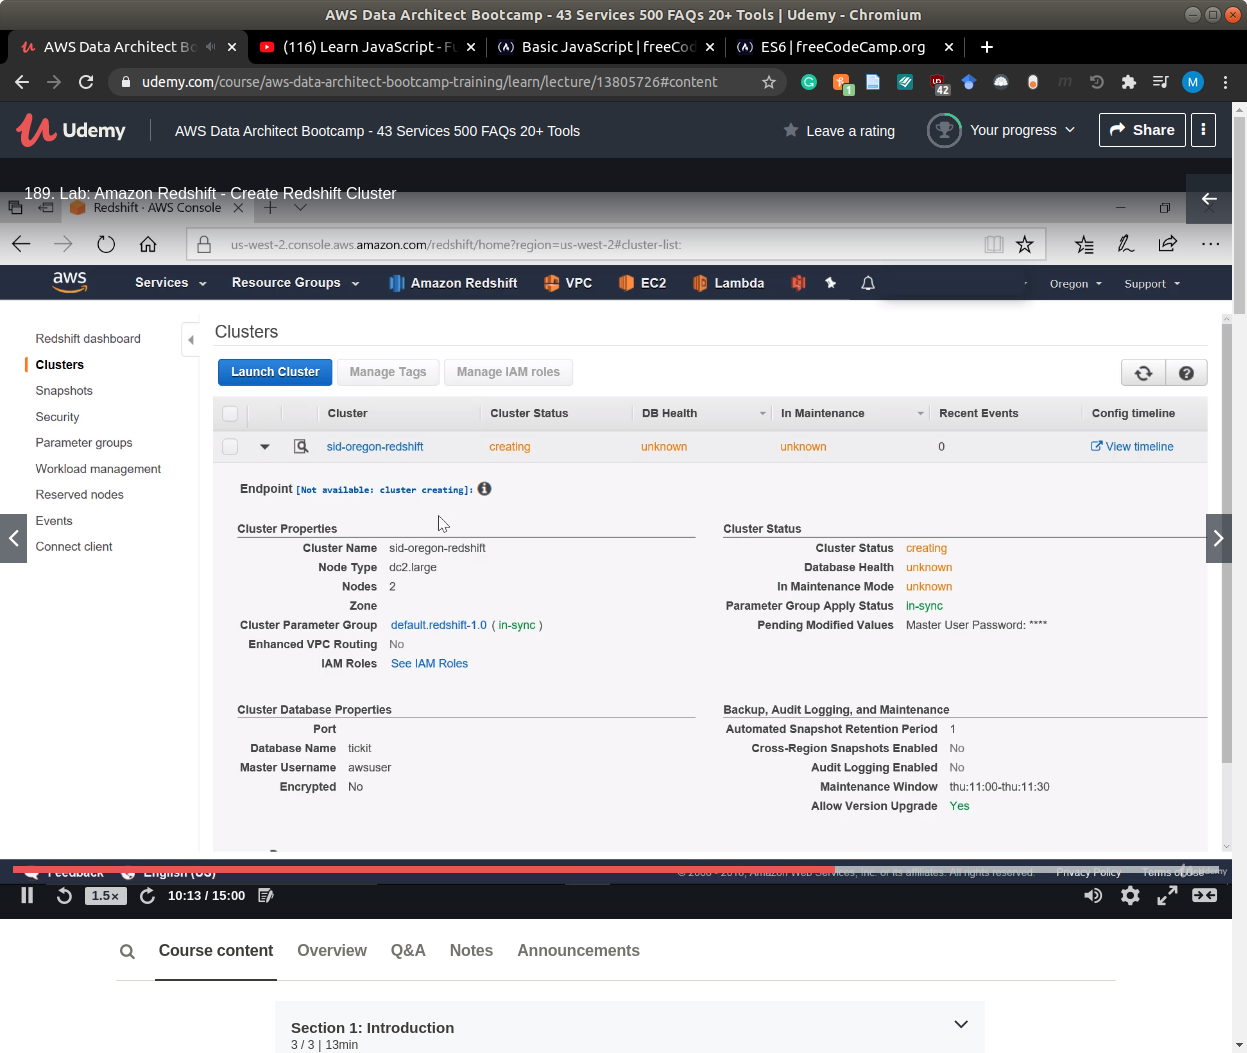 AWS Data Architect Bootcamp - 43 Services 500 FAQs 20+ Tools | Udemy - Chromium
AWS Data Architect Bo
(116) Learn JavaScript - Fu
Basic JavaScript | freeCod
ES6 | freeCodeCamp.org
udemy.com/course/aws-data-architect-bootcamp-training/learn/lecture/13805726#content
1
42
M
Udemy
AWS Data Architect Bootcamp - 43 Services 500 FAQs 20+ Tools
Leave a rating
Your progress
Share
189. Lab: Amazon Redshift - Create Redshift Cluster
Redshift · AWS Console
us-west-2.console.aws.amazon.com/redshift/home?region=us-west-2#cluster-list:
aws
Services
Resource Groups
Amazon Redshift
VPC
EC2
Lambda
Oregon
Support
Redshift dashboard
Clusters
Snapshots
Security
Parameter groups
Workload management
Reserved nodes
Events
Connect client
Clusters
Launch Cluster
Manage Tags
Manage IAM roles
Cluster Cluster Status DB Health In Maintenance Recent Events Config timeline
sid-oregon-redshift creating unknown unknown 0 View timeline
Endpoint [Not available: cluster creating]:
Cluster Properties
Cluster Name sid-oregon-redshift
Node Type dc2.large
Nodes 2
Zone
Cluster Parameter Group default.redshift-1.0 ( in-sync )
Enhanced VPC Routing No
IAM Roles See IAM Roles
Cluster Status
Cluster Status creating
Database Health unknown
In Maintenance Mode unknown
Parameter Group Apply Status in-sync
Pending Modified Values Master User Password: ****
Cluster Database Properties
Port
Database Name tickit
Master Username awsuser
Encrypted No
Backup, Audit Logging, and Maintenance
Automated Snapshot Retention Period 1
Cross-Region Snapshots Enabled No
Audit Logging Enabled No
Maintenance Window thu:11:00-thu:11:30
Allow Version Upgrade Yes
Feedback
English (US)
Privacy Policy
Terms of Use
1.5×
10:13 / 15:00
Course content
Overview
Q&A
Notes
Announcements
Section 1: Introduction
3 / 3 | 13min